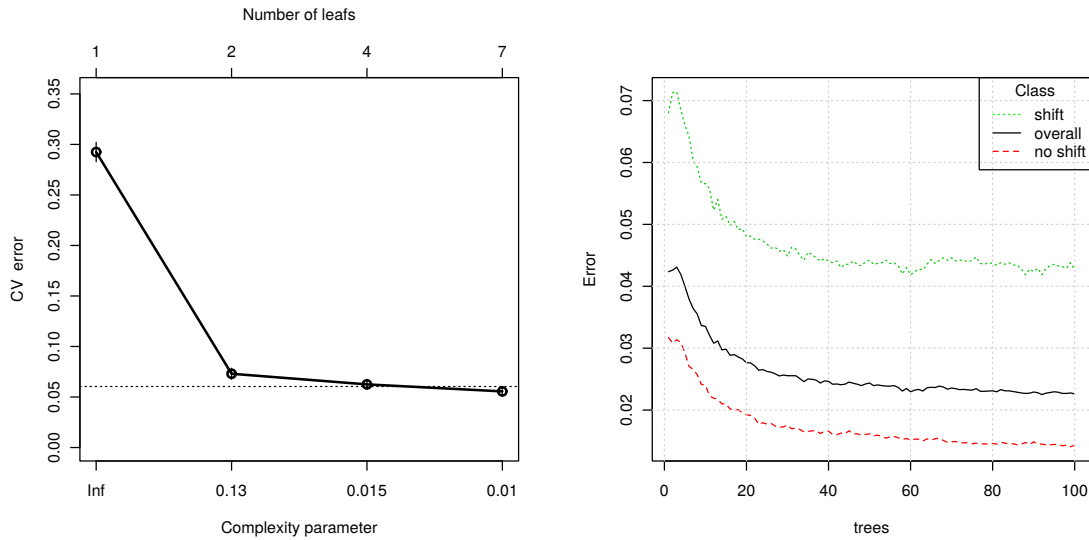 Number of leafs
1 2 4 7
CV error
0.35
0.30
0.25
0.20
0.15
0.10
0.05
0.00
Inf 0.13 0.015 0.01
Complexity parameter
Class
shift
overall
no shift
Error
0.07
0.06
0.05
0.04
0.03
0.02
0 20 40 60 80 100
trees